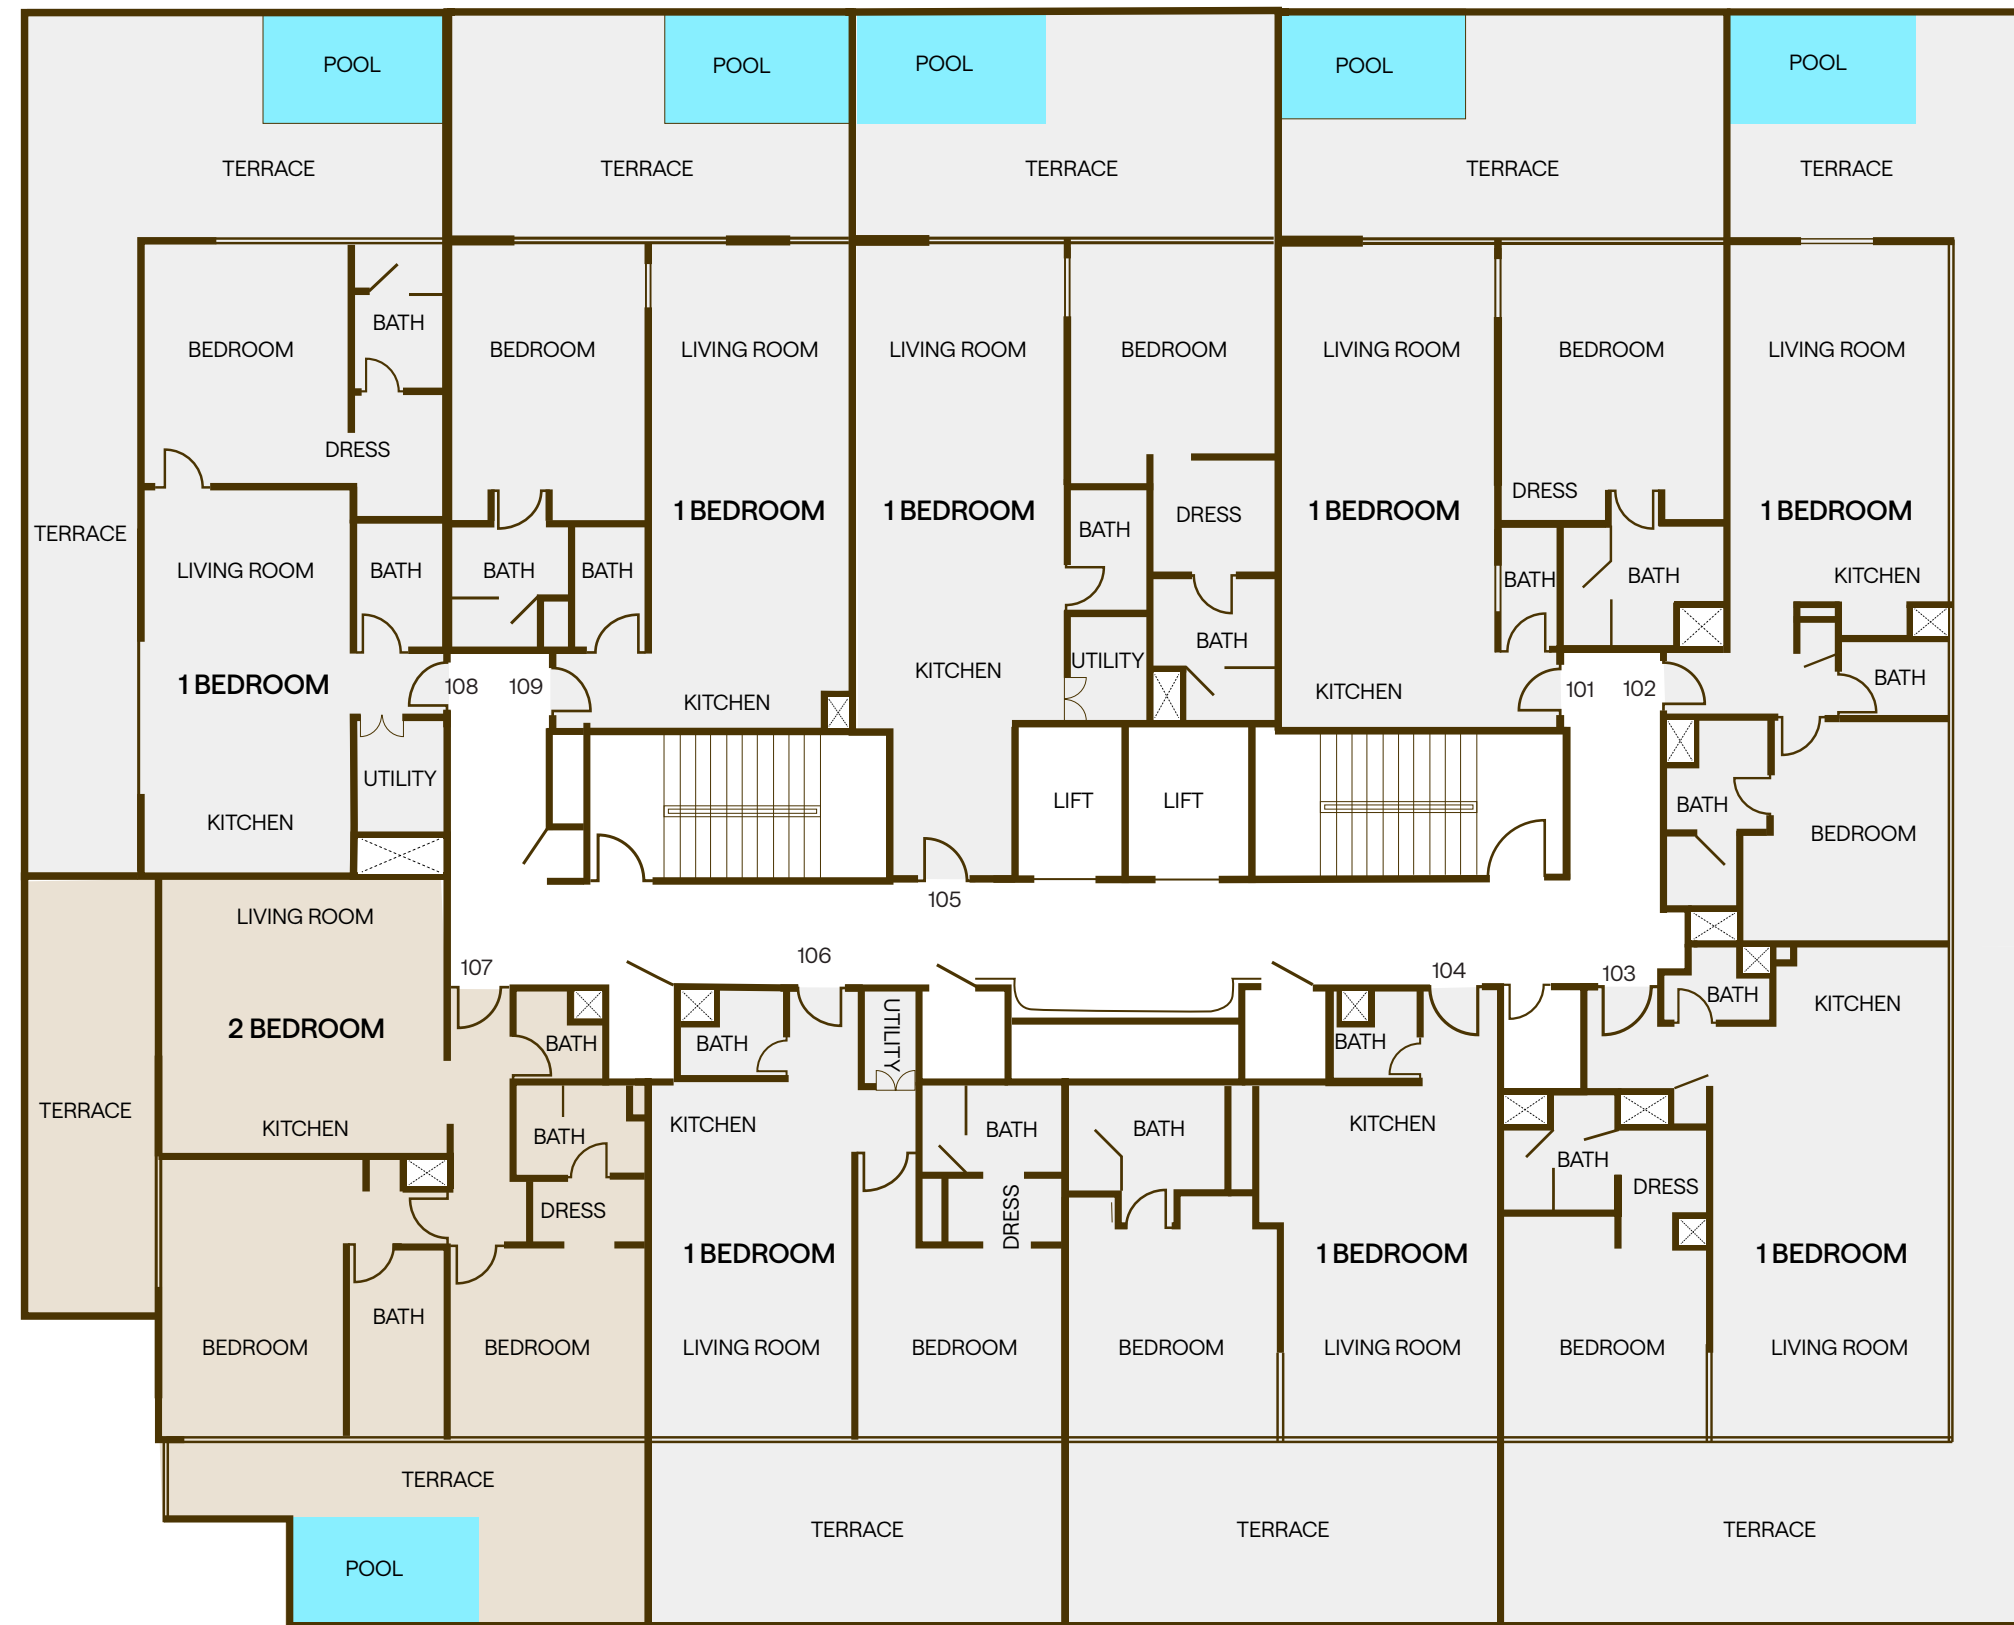 POOL
POOL
POOL
POOL
POOL
TERRACE
TERRACE
TERRACE
TERRACE
TERRACE
BATH
BEDROOM
BEDROOM
LIVING ROOM
LIVING ROOM
BEDROOM
LIVING ROOM
BEDROOM
LIVING ROOM
DRESS
DRESS
1 BEDROOM
1 BEDROOM
DRESS
1 BEDROOM
1 BEDROOM
TERRACE
BATH
LIVING ROOM
BATH
BATH
BATH
BATH
BATH
KITCHEN
BATH
UTILITY
KITCHEN
BATH
1 BEDROOM
108
109
KITCHEN
KITCHEN
101
102
UTILITY
LIFT
LIFT
BATH
KITCHEN
BEDROOM
105
LIVING ROOM
107
106
104
103
BATH
KITCHEN
2 BEDROOM
BATH
BATH
UTILITY
BATH
TERRACE
KITCHEN
BATH
KITCHEN
BATH
BATH
KITCHEN
BATH
DRESS
DRESS
DRESS
1 BEDROOM
1 BEDROOM
1 BEDROOM
BATH
BEDROOM
BEDROOM
LIVING ROOM
BEDROOM
BEDROOM
LIVING ROOM
BEDROOM
LIVING ROOM
TERRACE
TERRACE
TERRACE
TERRACE
POOL